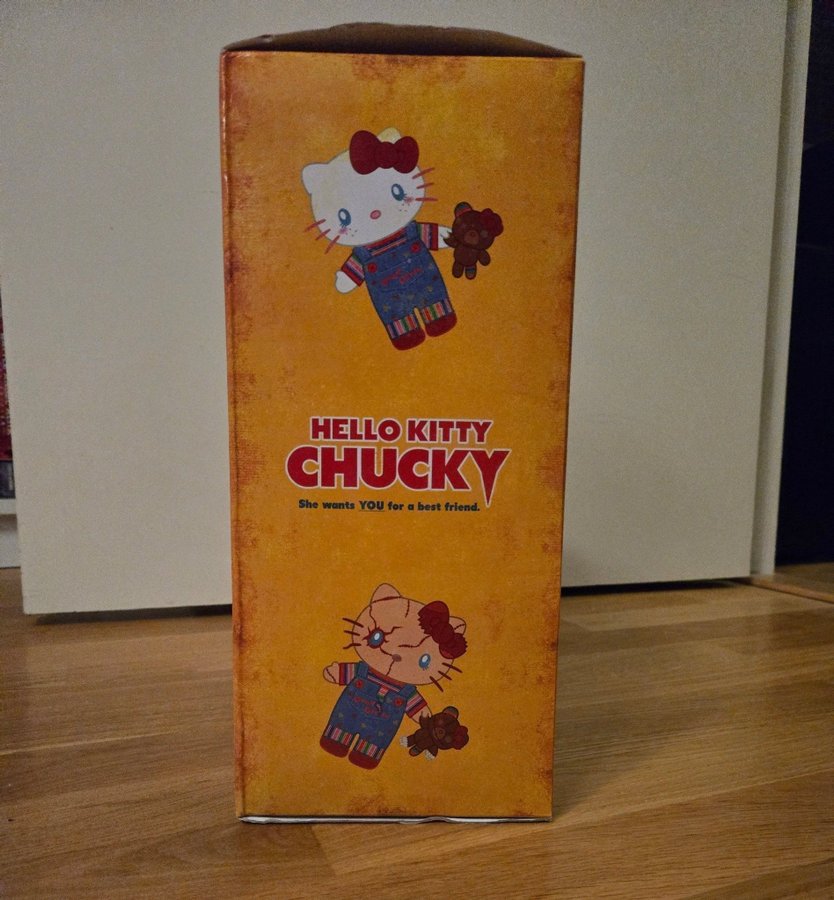 HELLO KITTY
CHUCKY
She wants YOU for a best friend.